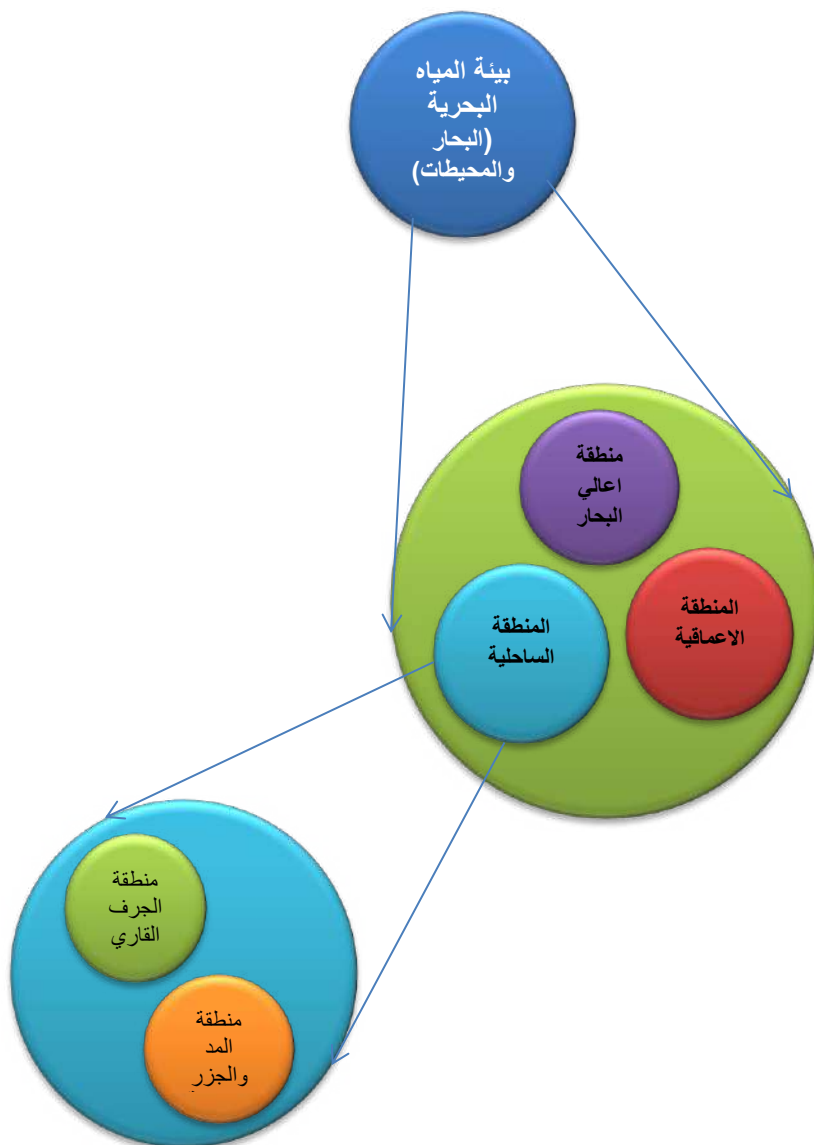 بيئة المياه
البحرية
(البحار
والمحيطات)
منطقة
اعالي
البحار
المنطقة
الاعماقية
المنطقة
الساحلية
منطقة
الجرف
القاري
منطقة
المد
والجزر